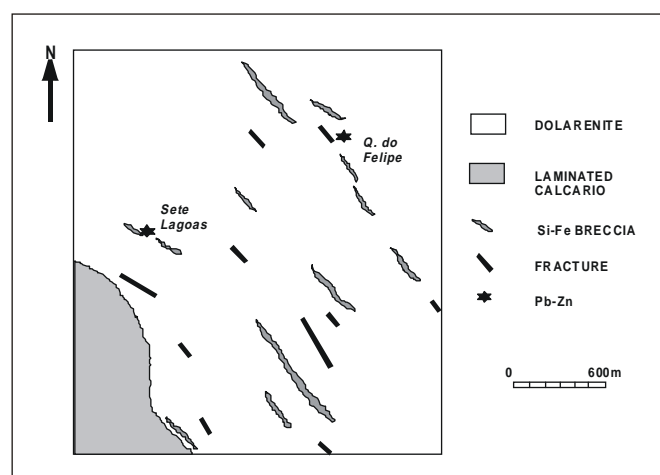 N
Q. do
Felipe
Sete
Lagoas
DOLARENITE
LAMINATED
CALCARIO
Si-Fe BRECCIA
FRACTURE
Pb-Zn
0 600m